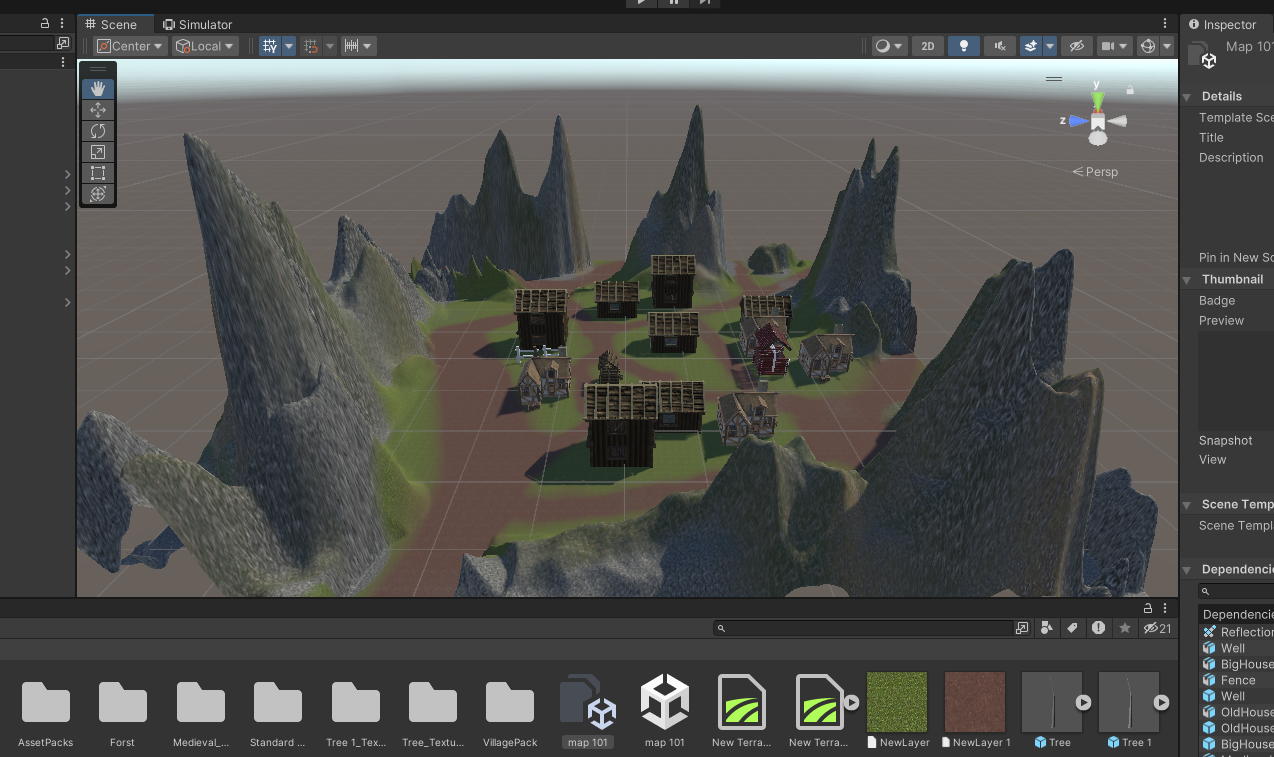 Scene
Simulator
Inspector
Center
Local
2D
Map 101
y
z
Persp
Details
Template Sce
Title
Description
Pin in New Sc
Thumbnail
Badge
Preview
Snapshot
View
Scene Temp
Scene Templ
Dependencie
Dependencie
Reflection
Well
BigHouse
Fence
Well
OldHouse
OldHouse
BigHouse
21
AssetPacks
Forst
Medieval_...
Standard ...
Tree 1_Tex...
Tree_Textu...
VillagePack
map 101
map 101
New Terra...
New Terra...
NewLayer
NewLayer 1
Tree
Tree 1